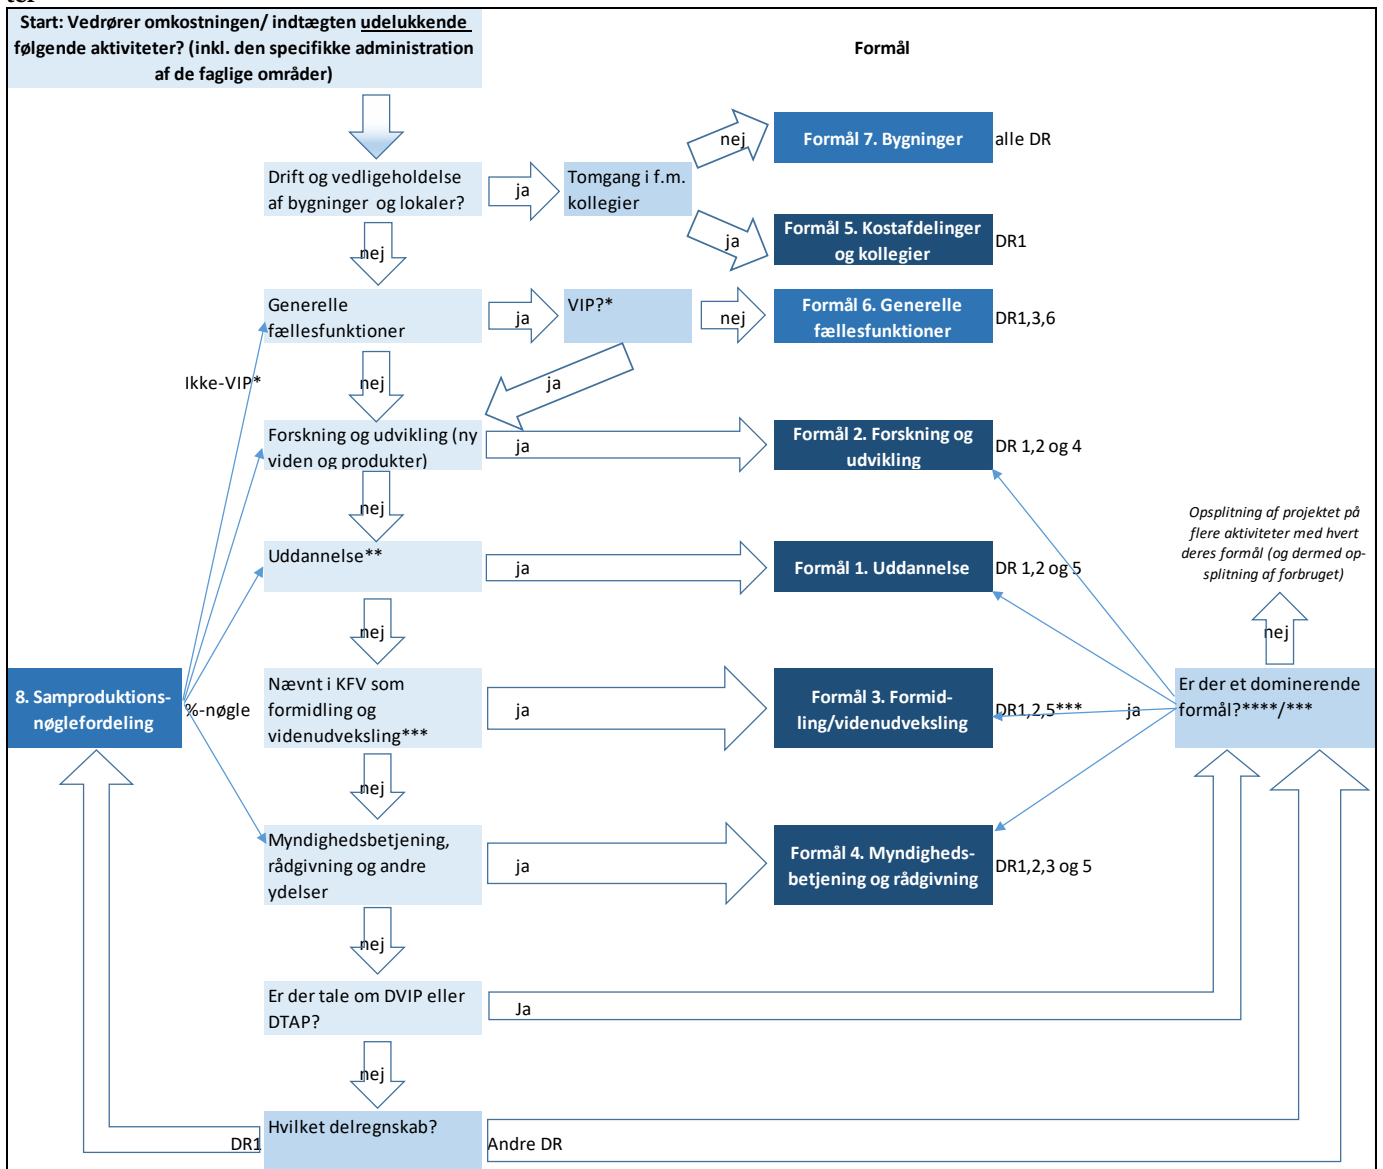 ter
Start: Vedrører omkostningen/ indtægten udelukkende
følgende aktiviteter? (inkl. den specifikke administration
af de faglige områder)
Formål
nej
Formål 7. Bygninger
alle DR
Drift og vedligeholdelse
af bygninger og lokaler?
ja
Tomgang i f.m.
kollegier
ja
Formål 5. Kostafdelinger
og kollegier
DR1
nej
Generelle
fællesfunktioner
ja
VIP?*
nej
Formål 6. Generelle
fællesfunktioner
DR1,3,6
Ikke-VIP*
nej
ja
Forskning og udvikling (ny
viden og produkter)
ja
Formål 2. Forskning og
udvikling
DR 1,2 og 4
nej
Opsplitning af projektet på
flere aktiviteter med hvert
deres formål (og dermed op-
splitning af forbruget)
Uddannelse**
ja
Formål 1. Uddannelse
DR 1,2 og 5
nej
nej
8. Samproduktions-
nøglefordeling
%-nøgle
Nævnt i KFV som
formidling og
videnudveksling***
ja
Formål 3. Formid-
ling/videnudveksling
DR1,2,5***
ja
Er der et dominerende
formål?****/***
nej
Myndighedsbetjening,
rådgivning og andre
ydelser
ja
Formål 4. Myndigheds-
betjening og rådgivning
DR1,2,3 og 5
nej
Er der tale om DVIP eller
DTAP?
Ja
nej
Hvilket delregnskab?
DR1
Andre DR